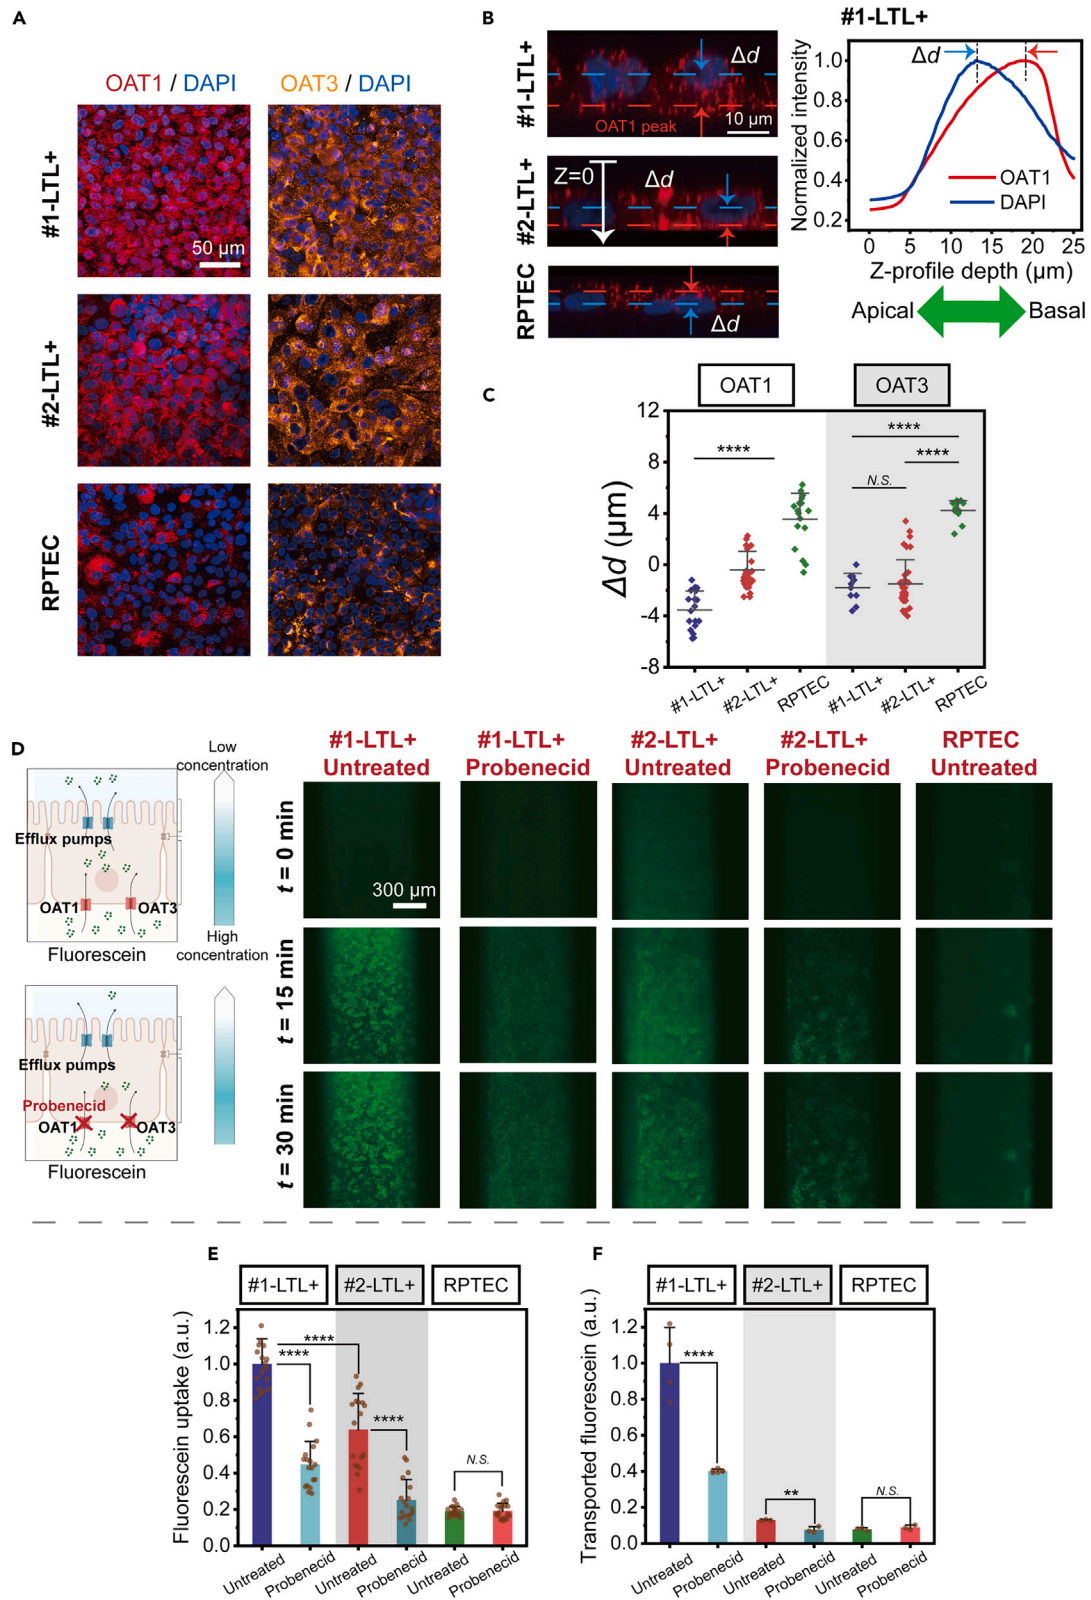 A
OAT1 / DAPI
OAT3 / DAPI
#1-LTL+
50 µm
#2-LTL+
RPTEC
B
#1-LTL+
Δd
OAT1 peak
10 µm
#2-LTL+
Z=0
Δd
RPTEC
Δd
#1-LTL+
Δd
Normalized intensity
1.0
0.8
0.6
0.4
0.2
OAT1
DAPI
0 5 10 15 20 25
Z-profile depth (µm)
Apical
Basal
C
OAT1
OAT3
Δd (µm)
12
8
4
0
-4
-8
****
****
****
N.S.
#1-LTL+
#2-LTL+
RPTEC
#1-LTL+
#2-LTL+
RPTEC
D
Low
concentration
Efflux pumps
OAT1
OAT3
Fluorescein
High
concentration
Efflux pumps
Probenecid
OAT1
OAT3
Fluorescein
#1-LTL+
Untreated
#1-LTL+
Probenecid
#2-LTL+
Untreated
#2-LTL+
Probenecid
RPTEC
Untreated
t = 0 min
300 µm
t = 15 min
t = 30 min
E
#1-LTL+
#2-LTL+
RPTEC
Fluorescein uptake (a.u.)
1.2
1.0
0.8
0.6
0.4
0.2
0.0
****
****
****
N.S.
Untreated
Probenecid
Untreated
Probenecid
Untreated
Probenecid
F
#1-LTL+
#2-LTL+
RPTEC
Transported fluorescein (a.u.)
1.2
1.0
0.8
0.6
0.4
0.2
0.0
****
**
N.S.
Untreated
Probenecid
Untreated
Probenecid
Untreated
Probenecid